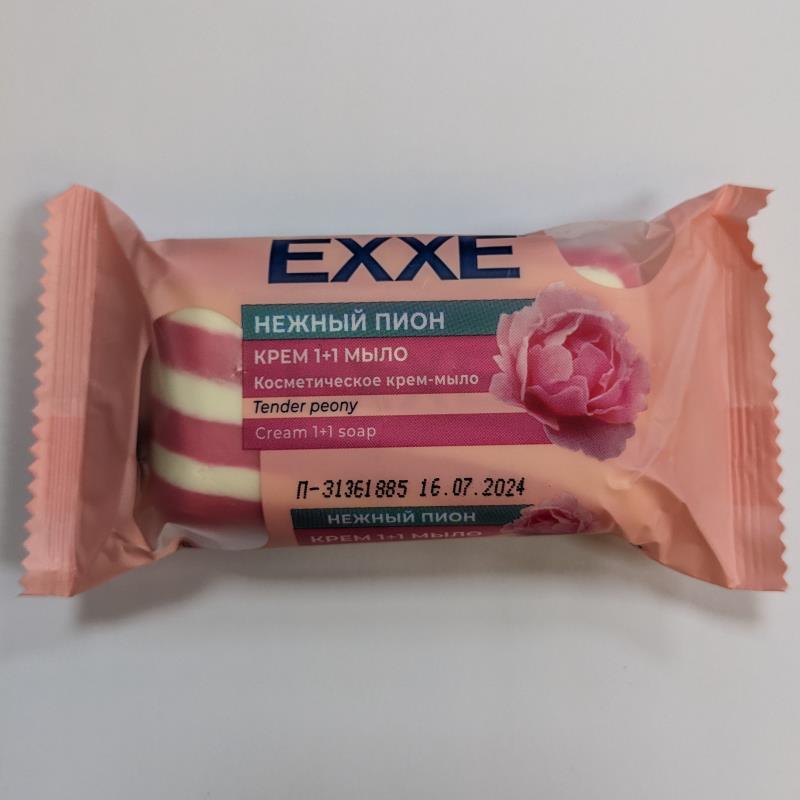 EXXE
НЕЖНЫЙ ПИОН
КРЕМ 1+1 МЫЛО
Косметическое крем-мыло
Tender peony
Cream 1+1 soap
П-31361885 16.07.2024
НЕЖНЫЙ ПИОН
КРЕМ 1+1 МЫЛО